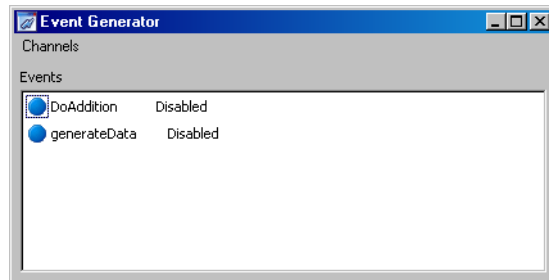 Event Generator
Channels
Events
DoAddition Disabled
generateData Disabled